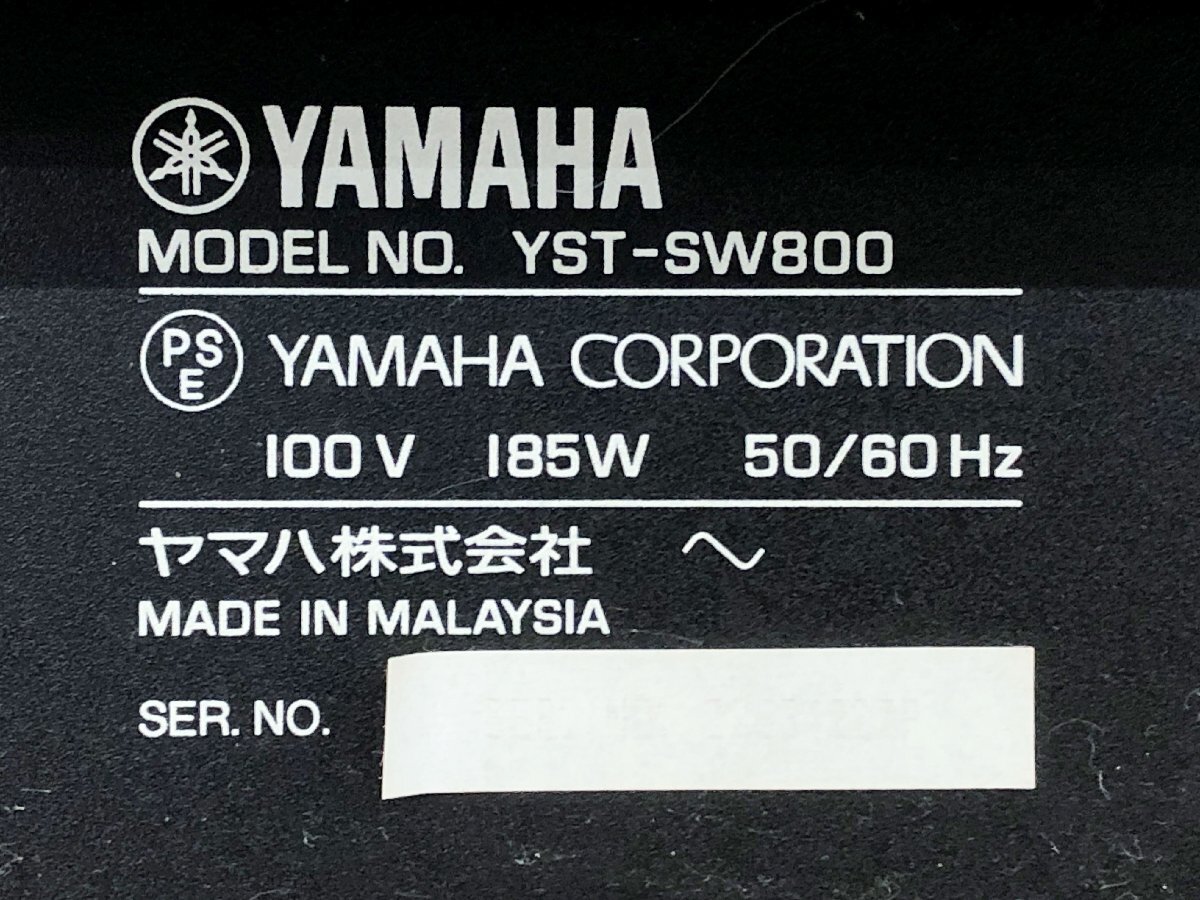 YAMAHA
MODEL NO. YST-SW800
PSE YAMAHA CORPORATION
100V 185W 50/60Hz
ヤマハ株式会社 ~
MADE IN MALAYSIA
SER. NO.